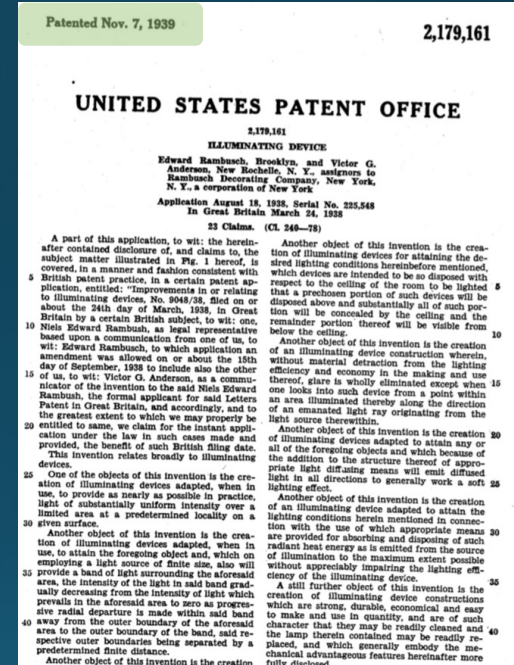 Patented Nov. 7, 1939
2,179,161
UNITED STATES PATENT OFFICE
2,179,161
ILLUMINATING DEVICE
Edward Rambusch, Brooklyn, and Victor G.
Anderson, New Rochelle, N. Y., assignors to
Rambusch Decorating Company, New York,
N. Y., a corporation of New York
Application August 18, 1938, Serial No. 225,548
In Great Britain March 24, 1938
23 Claims. (Cl. 240—78)
A part of this application, to wit: the herein-
after contained disclosure of, and claims to, the
subject matter illustrated in Fig. 1 hereof, is
covered, in a manner and fashion consistent with
5 British patent practice, in a certain patent ap-
plication, entitled: "Improvements in or relating
to illuminating devices, No. 9048/38, filed on or
about the 24th day of March, 1938, in Great
Britain by a certain British subject, to wit: one,
10 Niels Edward Rambush, as legal representative
based upon a communication from one of us, to
wit: Edward Rambusch, to which application an
amendment was allowed on or about the 15th
day of September, 1938 to include also the other
15 of us, to wit: Victor G. Anderson, as a commu-
nicator of the invention to the said Niels Edward
Rambush, the formal applicant for said Letters
Patent in Great Britain, and accordingly, and to
the greatest extent to which we may properly be
20 entitled to same, we claim for the instant appli-
cation under the law in such cases made and
provided, the benefit of such British filing date.
This invention relates broadly to illuminating
devices.
25 One of the objects of this invention is the cre-
ation of illuminating devices adapted, when in
use, to provide as nearly as possible in practice,
light of substantially uniform intensity over a
limited area at a predetermined locality on a
30 given surface.
Another object of this invention is the crea-
tion of illuminating devices adapted, when in
use, to attain the foregoing object and, which on
employing a light source of finite size, also will
35 provide a band of light surrounding the aforesaid
area, the intensity of the light in said band grad-
ually decreasing from the intensity of light which
prevails in the aforesaid area to zero as progres-
sive radial departure is made within said band
40 away from the outer boundary of the aforesaid
area to the outer boundary of the band, said re-
spective outer boundaries being separated by a
predetermined finite distance.
Another object of this invention is the creation
Another object of this invention is the crea-
tion of illuminating devices for attaining the de-
sired lighting conditions hereinbefore mentioned,
which devices are intended to be so disposed with
respect to the ceiling of the room to be lighted 5
that a prechosen portion of such devices will be
disposed above and substantially all of such por-
tion will be concealed by the ceiling and the
remainder portion thereof will be visible from
below the ceiling. 10
Another object of this invention is the creation
of an illuminating device construction wherein,
without material detraction from the lighting
efficiency and economy in the making and use
thereof, glare is wholly eliminated except when 15
one looks into such device from a point within
an area illuminated thereby along the direction
of an emanated light ray originating from the
light source therewithin.
Another object of this invention is the creation 20
of illuminating devices adapted to attain any or
all of the foregoing objects and which because of
the addition to the structure thereof of appro-
priate light diffusing means will emit diffused
light in all directions to generally work a soft 25
lighting effect.
Another object of this invention is the creation
of an illuminating device adapted to attain the
lighting conditions herein mentioned in connec-
tion with the use of which appropriate means 30
are provided for absorbing and disposing of such
radiant heat energy as is emitted from the source
of illumination to the maximum extent possible
without appreciably impairing the lighting effi-
ciency of the illuminating device. 35
A still further object of this invention is the
creation of illuminating device constructions
which are strong, durable, economical and easy
to make and use in quantity, and are of such
character that they may be readily cleaned and 40
the lamp therein contained may be readily re-
placed, and which generally embody the me-
chanical advantageous features hereinafter more
fully disclosed.